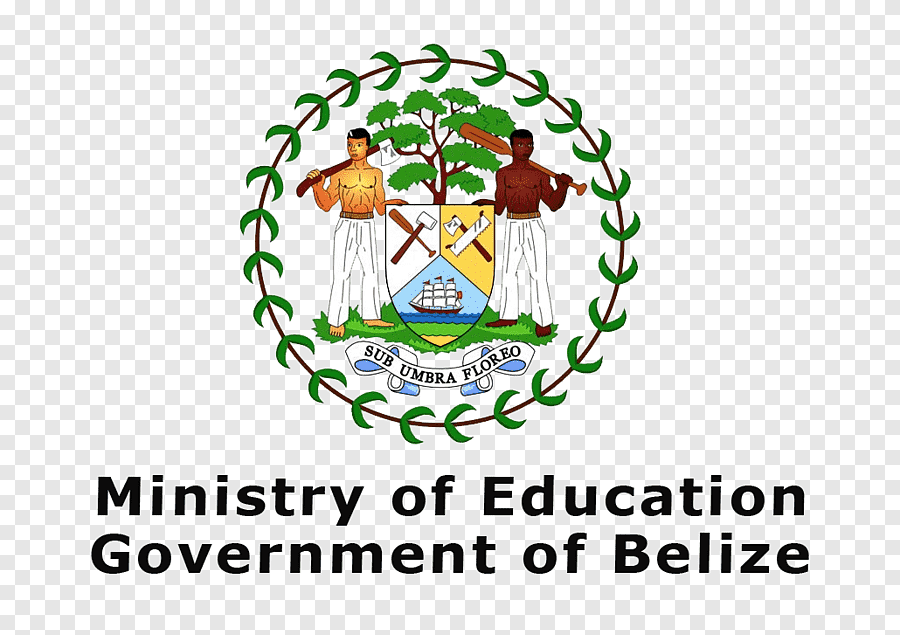 SUB UMBRA FLOREO
Ministry of Education
Government of Belize